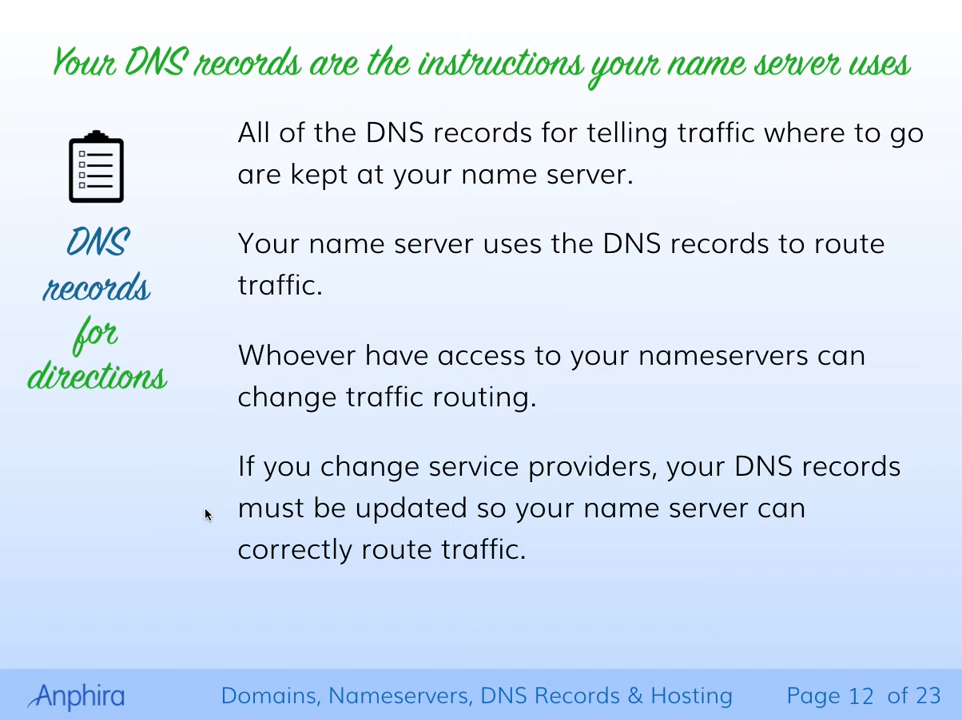 Your DNS records are the instructions your name server uses
DNS
records
for
directions
All of the DNS records for telling traffic where to go
are kept at your name server.
Your name server uses the DNS records to route
traffic.
Whoever have access to your nameservers can
change traffic routing.
If you change service providers, your DNS records
must be updated so your name server can
correctly route traffic.
Anphira
Domains, Nameservers, DNS Records & Hosting
Page 12 of 23